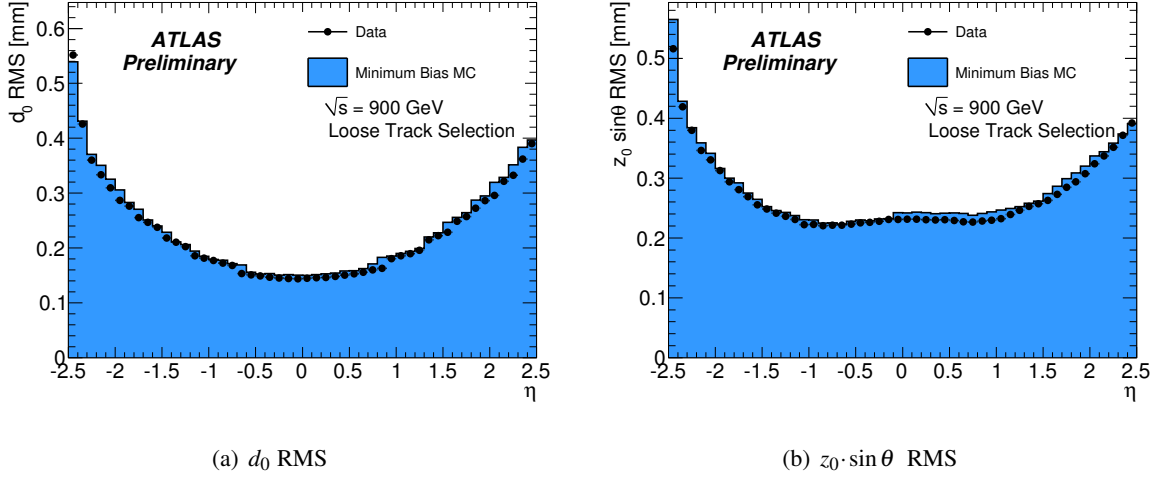 d₀ RMS [mm]
0.6
0.5
0.4
0.3
0.2
0.1
0
ATLAS
Preliminary
Data
Minimum Bias MC
√s = 900 GeV
Loose Track Selection
-2.5 -2 -1.5 -1 -0.5 0 0.5 1 1.5 2 2.5
η
(a) d₀ RMS
z₀ sinθ RMS [mm]
0.5
0.4
0.3
0.2
0.1
0
ATLAS
Preliminary
Data
Minimum Bias MC
√s = 900 GeV
Loose Track Selection
-2.5 -2 -1.5 -1 -0.5 0 0.5 1 1.5 2 2.5
η
(b) z₀·sin θ RMS